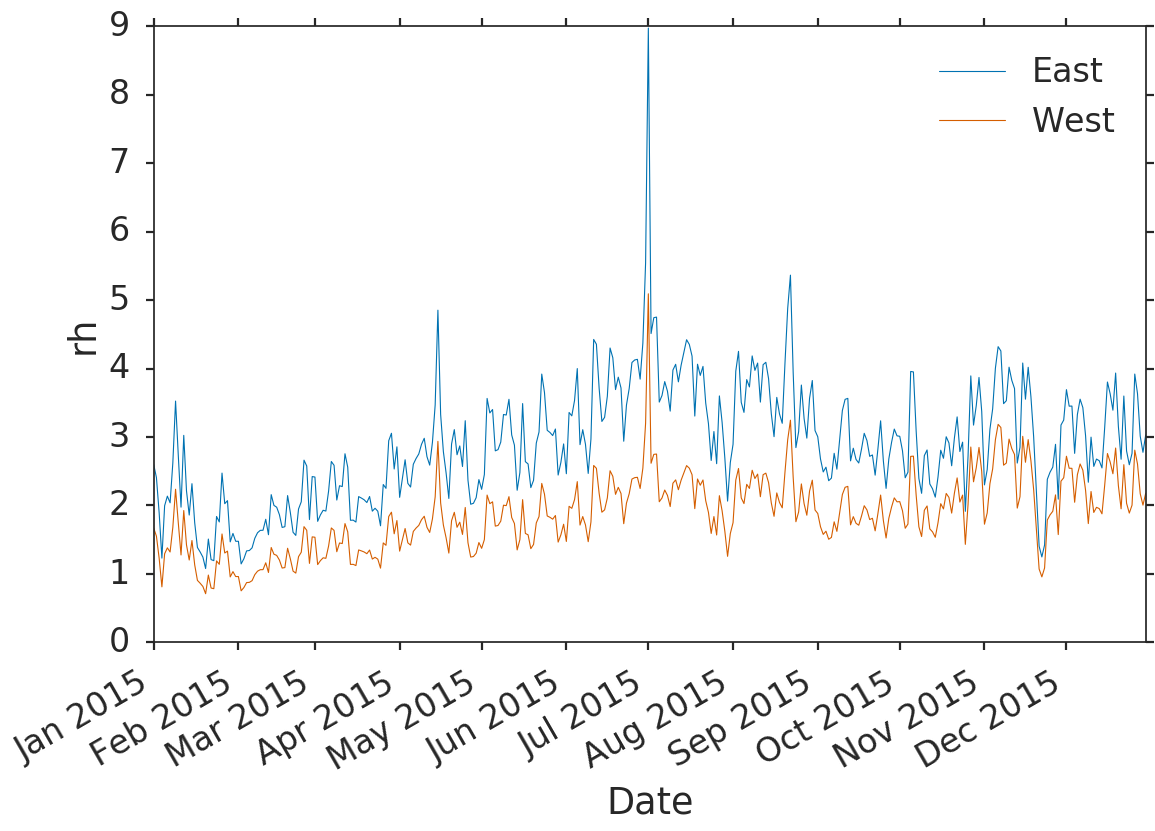 9
8
7
6
5
4
3
2
1
0
rh
East
West
Jan 2015
Feb 2015
Mar 2015
Apr 2015
May 2015
Jun 2015
Jul 2015
Aug 2015
Sep 2015
Oct 2015
Nov 2015
Dec 2015
Date